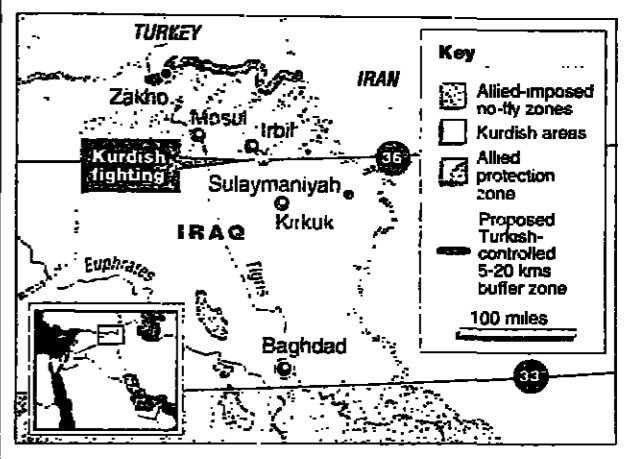 TURKEY
IRAN
Zakho
Mosul
Irbil
Kurdish
fighting
36
Sulaymaniyah
Kirkuk
IRAQ
Euphrates
Tigris
Baghdad
33
Key
Allied-imposed
no-fly zones
Kurdish areas
Allied
protection
zone
Proposed
Turkish-
controlled
5-20 kms
buffer zone
100 miles